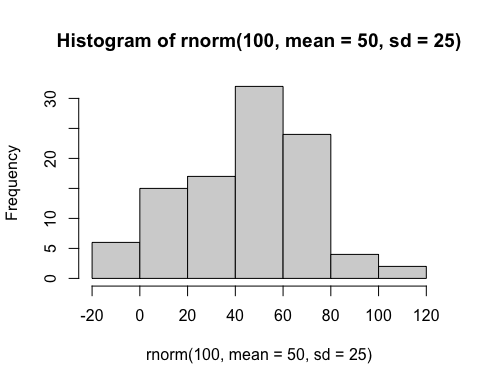 Histogram of rnorm(100, mean = 50, sd = 25)
Frequency
30
20
10
5
0
-20 0 20 40 60 80 100 120
rnorm(100, mean = 50, sd = 25)